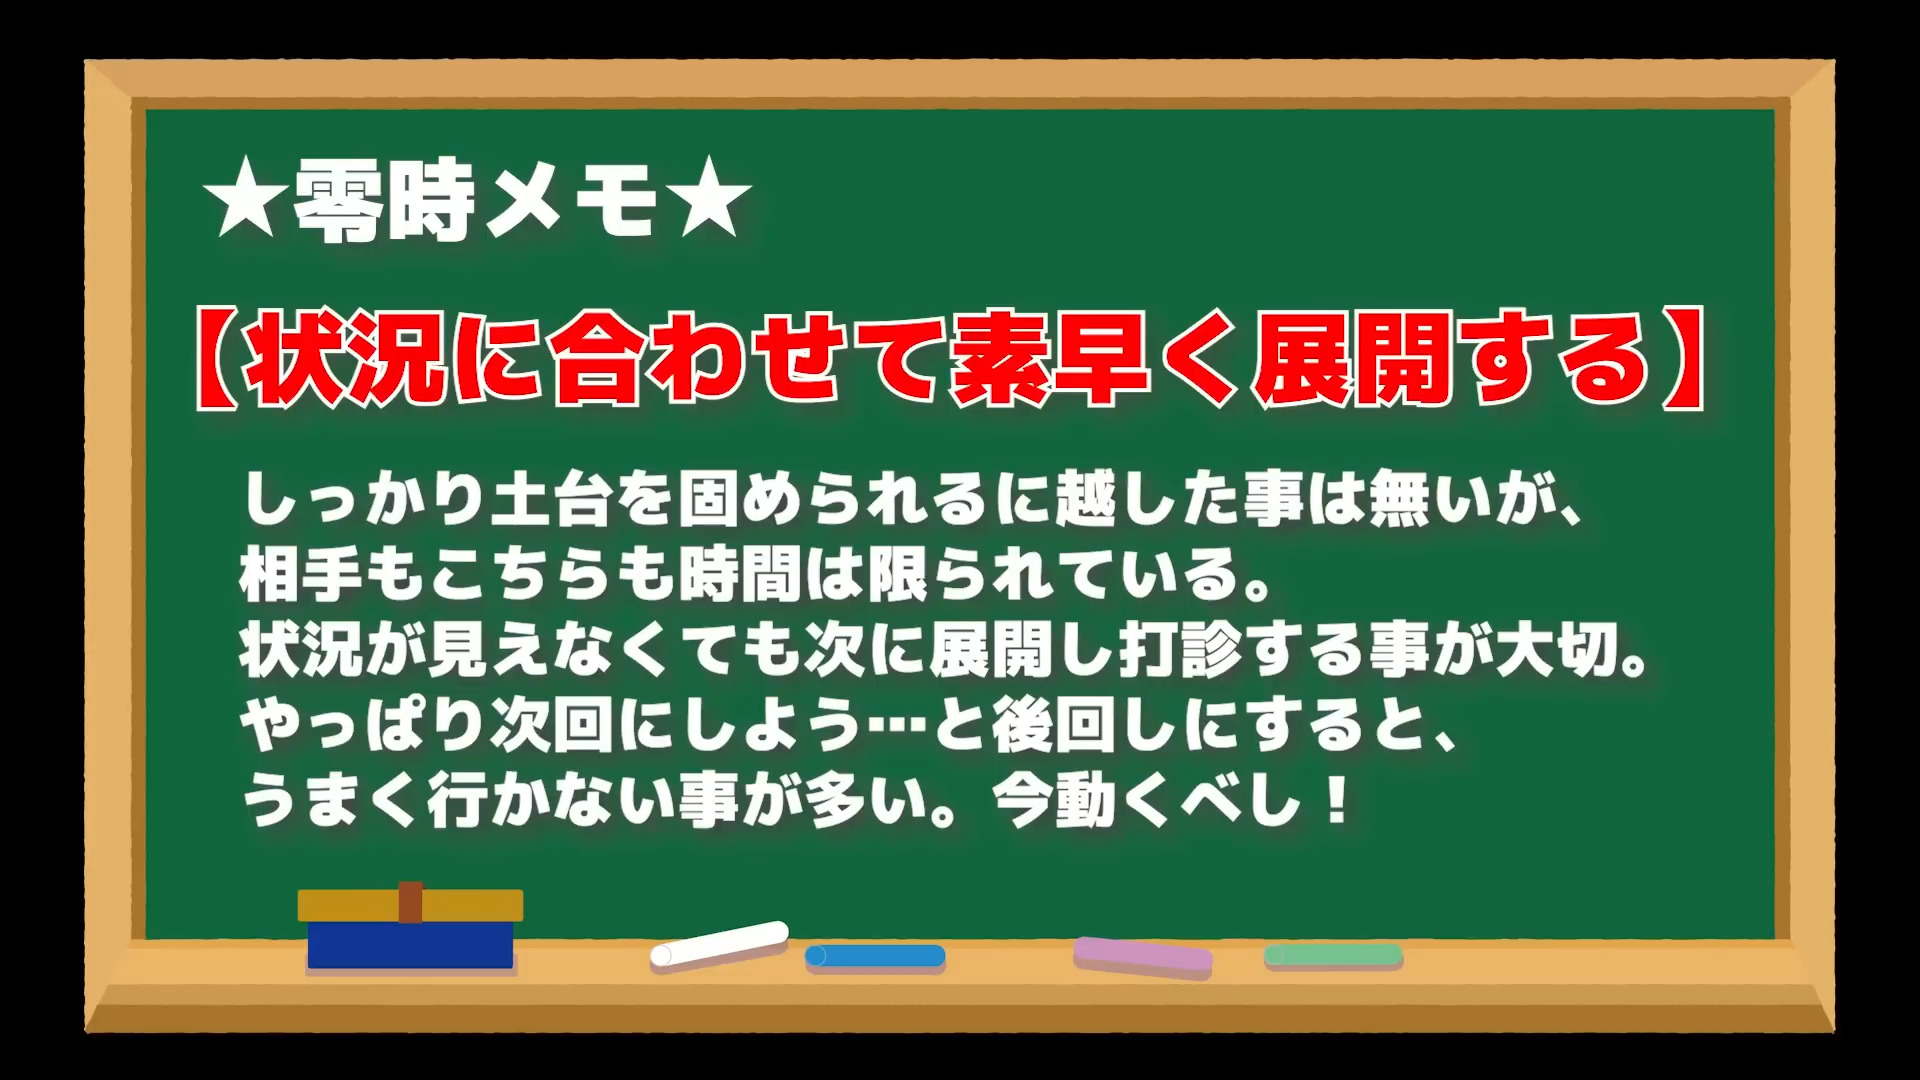 ★零時メモ★
【状況に合わせて素早く展開する】
しっかり土台を固められるに越した事は無いが、
相手もこちらも時間は限られている。
状況が見えなくても次に展開し打診する事が大切。
やっぱり次回にしよう…と後回しにすると、
うまく行かない事が多い。今動くべし！